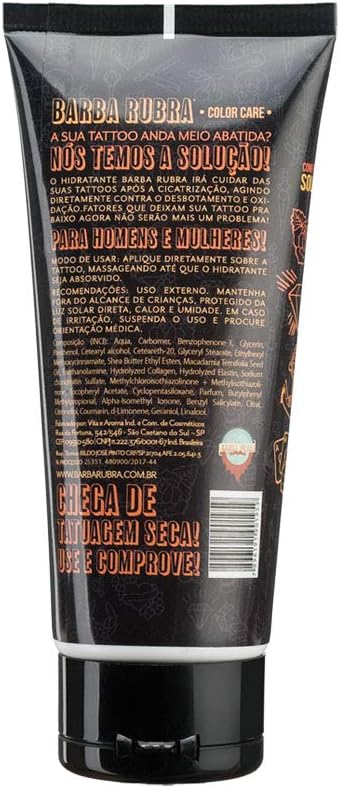 BARBA RUBRA • COLOR CARE •
A SUA TATTOO ANDA MEIO ABATIDA?
NÓS TEMOS A SOLUÇÃO!
O HIDRATANTE BARBA RUBRA IRÁ CUIDAR DAS
SUAS TATTOOS APÓS A CICATRIZAÇÃO, AGINDO
DIRETAMENTE CONTRA O DESBOTAMENTO E OXI-
DAÇÃO.FATORES QUE DEIXAM SUA TATTOO PRA
BAIXO AGORA NÃO SERÃO MAIS UM PROBLEMA!
PARA HOMENS E MULHERES!
MODO DE USAR: APLIQUE DIRETAMENTE SOBRE A
TATTOO, MASSAGEANDO ATÉ QUE O HIDRATANTE
SEJA ABSORVIDO.
RECOMENDAÇÕES: USO EXTERNO. MANTENHA
FORA DO ALCANCE DE CRIANÇAS, PROTEGIDO DA
LUZ SOLAR DIRETA, CALOR E UMIDADE, EM CASO
DE IRRITAÇÃO, SUSPENDA O USO E PROCURE
ORIENTAÇÃO MÉDICA.
Composição (INCI): Aqua, Carbomer, Benzophenone Glycerin,
Panthenol, Cetearyl alcohol, Ceteareth-20, Glyceryl Stearate, Ethylhexyl
Methoxycinnamate, Shea Butter Ethyl Esters, Macadamia Ternifolia Seed
Oil, Triethanolamine, Hydrolyzed Collagen, Hydrolyzed Elastin, Sodium
chondroitin Sulfate, Methylchloroisothiazolinone +
Tocopheryl Acetate, Cyclopentasiloxane, Parfum,
Methylpropional, Alpha-Isomethyl Ionone, Benzyl Salicilate, Citral,
Citronellol, Coumarin, d-Limonene, Geraniol, Linalool.
Fabricado por: Vita e Aroma Ind. e Com. de Cosméticos
Rua da Fortuna, - São Caetano do Sul - SP
Ind. Brasileira
WWW.BARBARUBRA.COM.BR
CHEGA DE
TATUAGEM SECA!
USE E COMPROVE!